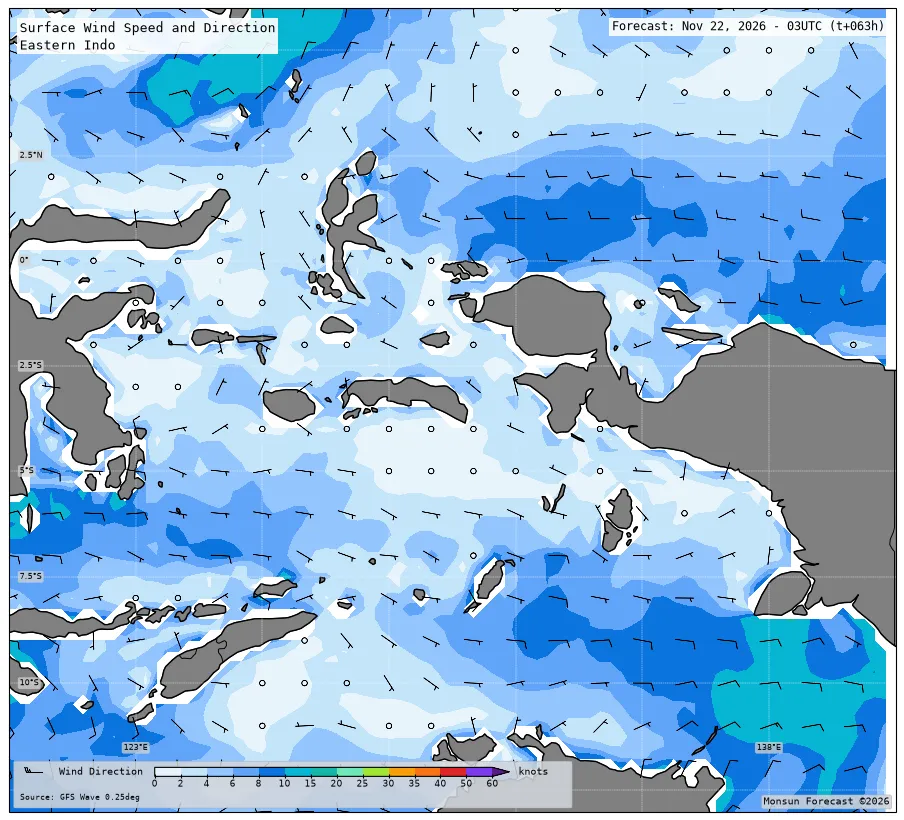 Surface Wind Speed and Direction
Eastern Indo
Forecast: Nov 22, 2026 - 03UTC (t+063h)
2.5°N
0°
2.5°S
5°S
7.5°S
10°S
123°E
138°E
Wind Direction
0 2 4 6 8 10 15 20 25 30 35 40 50 60
knots
Source: GFS Wave 0.25deg
Monsun Forecast ©2026